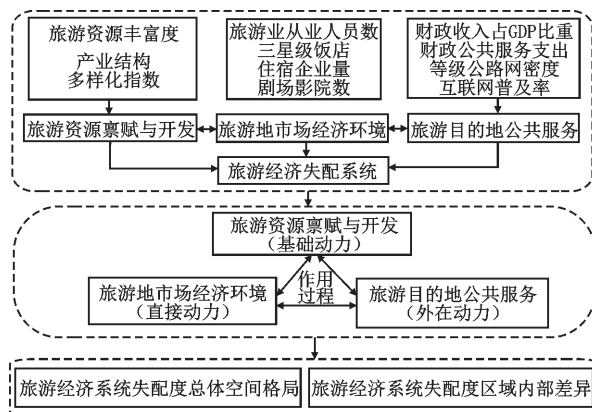 旅游资源丰富度
产业结构
多样化指数
旅游业从业人员数
三星级饭店
住宿企业量
剧场影院数
财政收入占GDP比重
财政公共服务支出
等级公路网密度
互联网普及率
旅游资源禀赋与开发
旅游地市场经济环境
旅游目的地公共服务
旅游经济失配系统
旅游资源禀赋与开发
（基础动力）
作用
过程
旅游地市场经济环境
（直接动力）
旅游目的地公共服务
（外在动力）
旅游经济系统失配度总体空间格局
旅游经济系统失配度区域内部差异